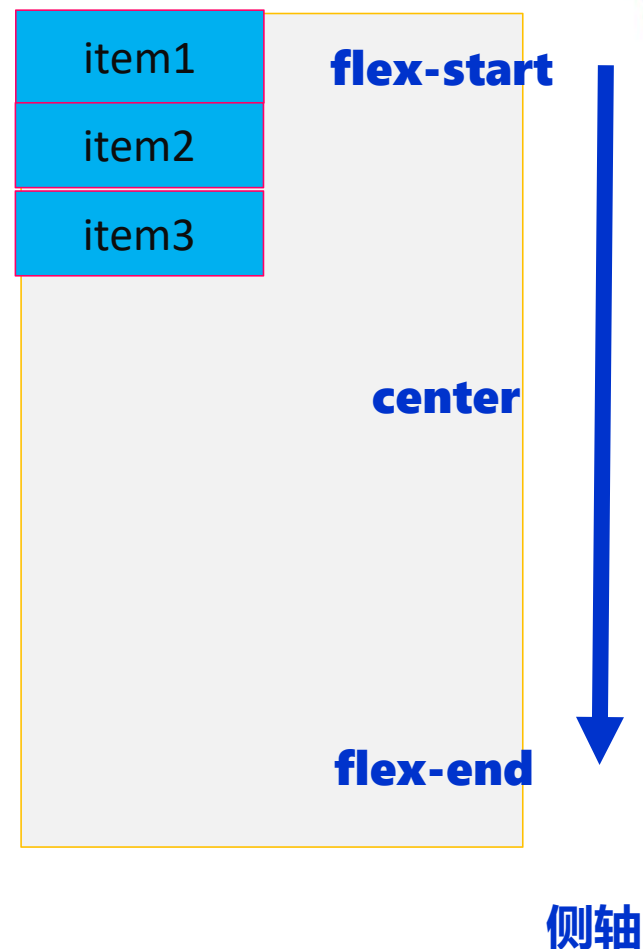 item1
flex-start
item2
item3
center
flex-end
侧轴